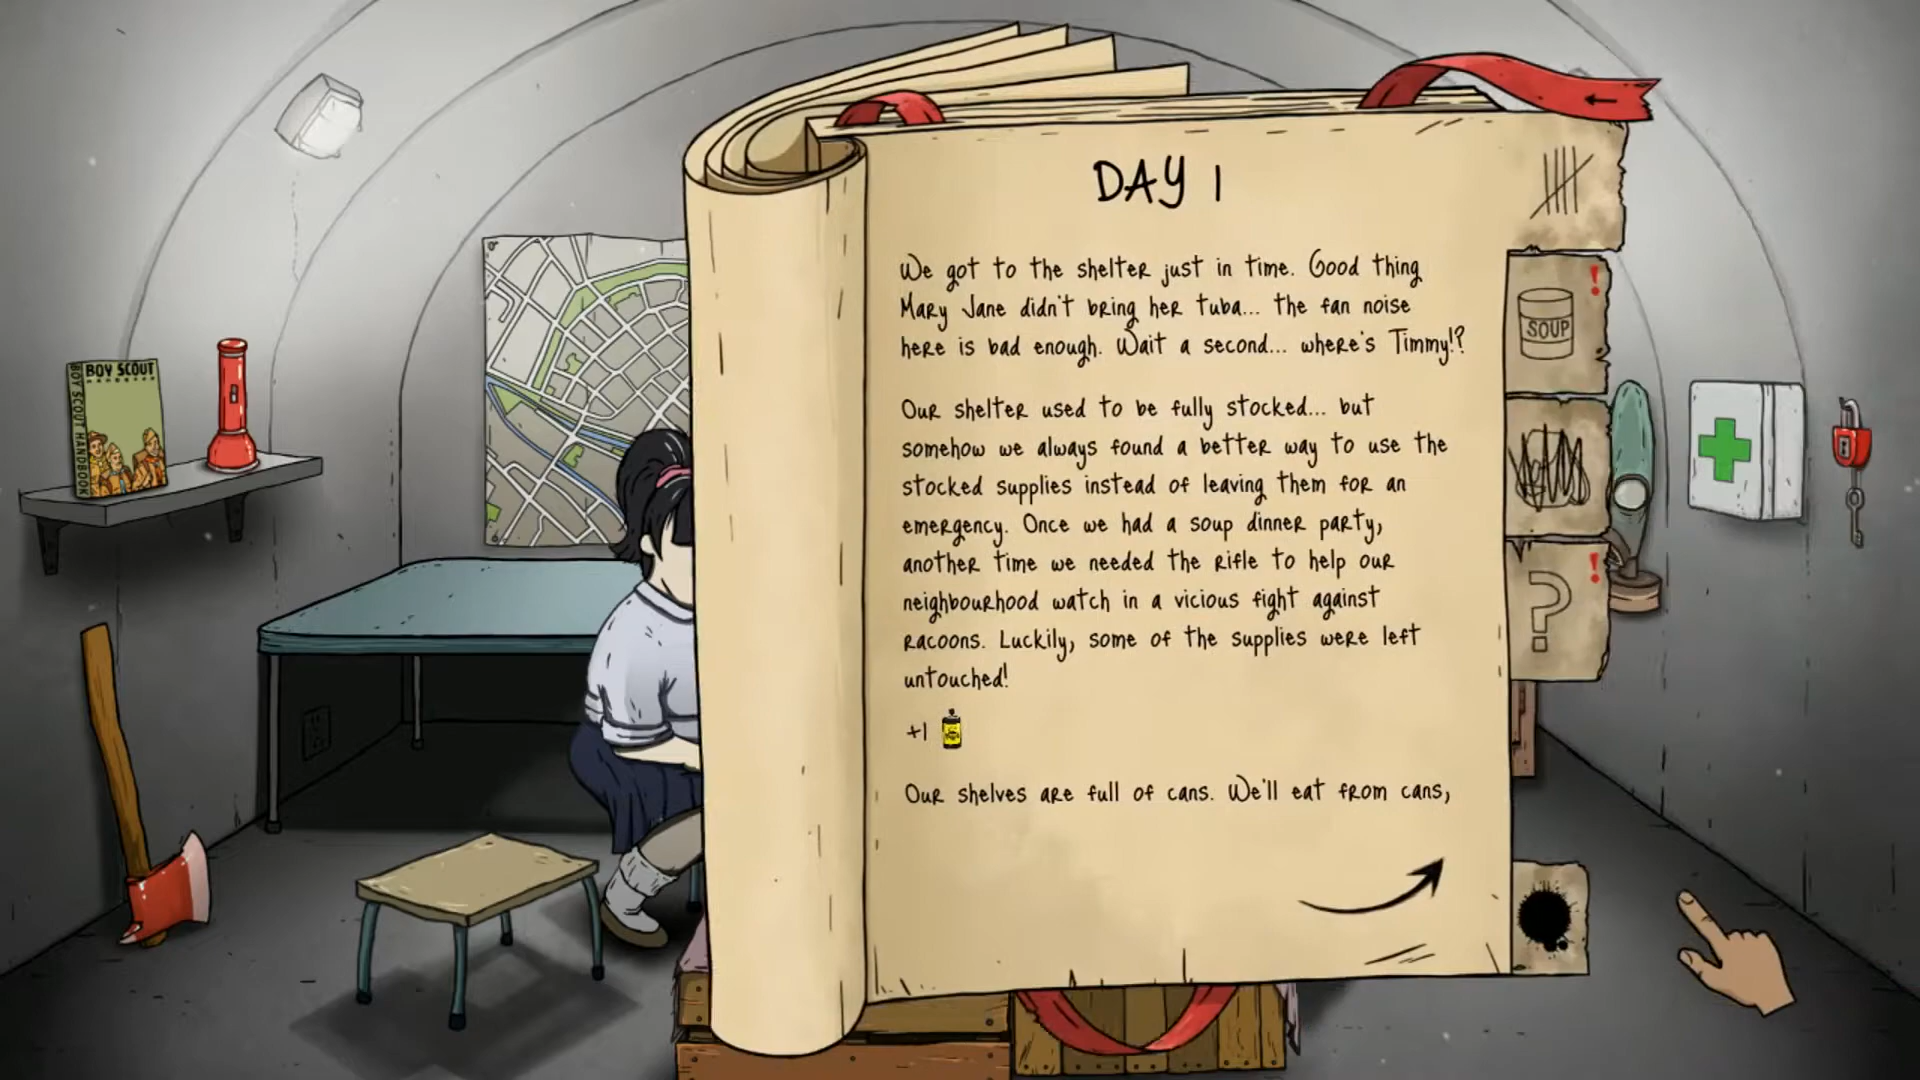 DAY 1
We got to the shelter just in time. Good thing
Mary Jane didn't bring her tuba... the fan noise
here is bad enough. Wait a second... where's Timmy!?
Our shelter used to be fully stocked... but
somehow we always found a better way to use the
stocked supplies instead of leaving them for an
emergency. Once we had a soup dinner party,
another time we needed the rifle to help our
neighbourhood watch in a vicious fight against
racoons. Luckily, some of the supplies were left
untouched!
+1
Our shelves are full of cans. We'll eat from cans,
!
SOUP
!
?
BOY SCOUT
BOY SCOUT HANDBOOK